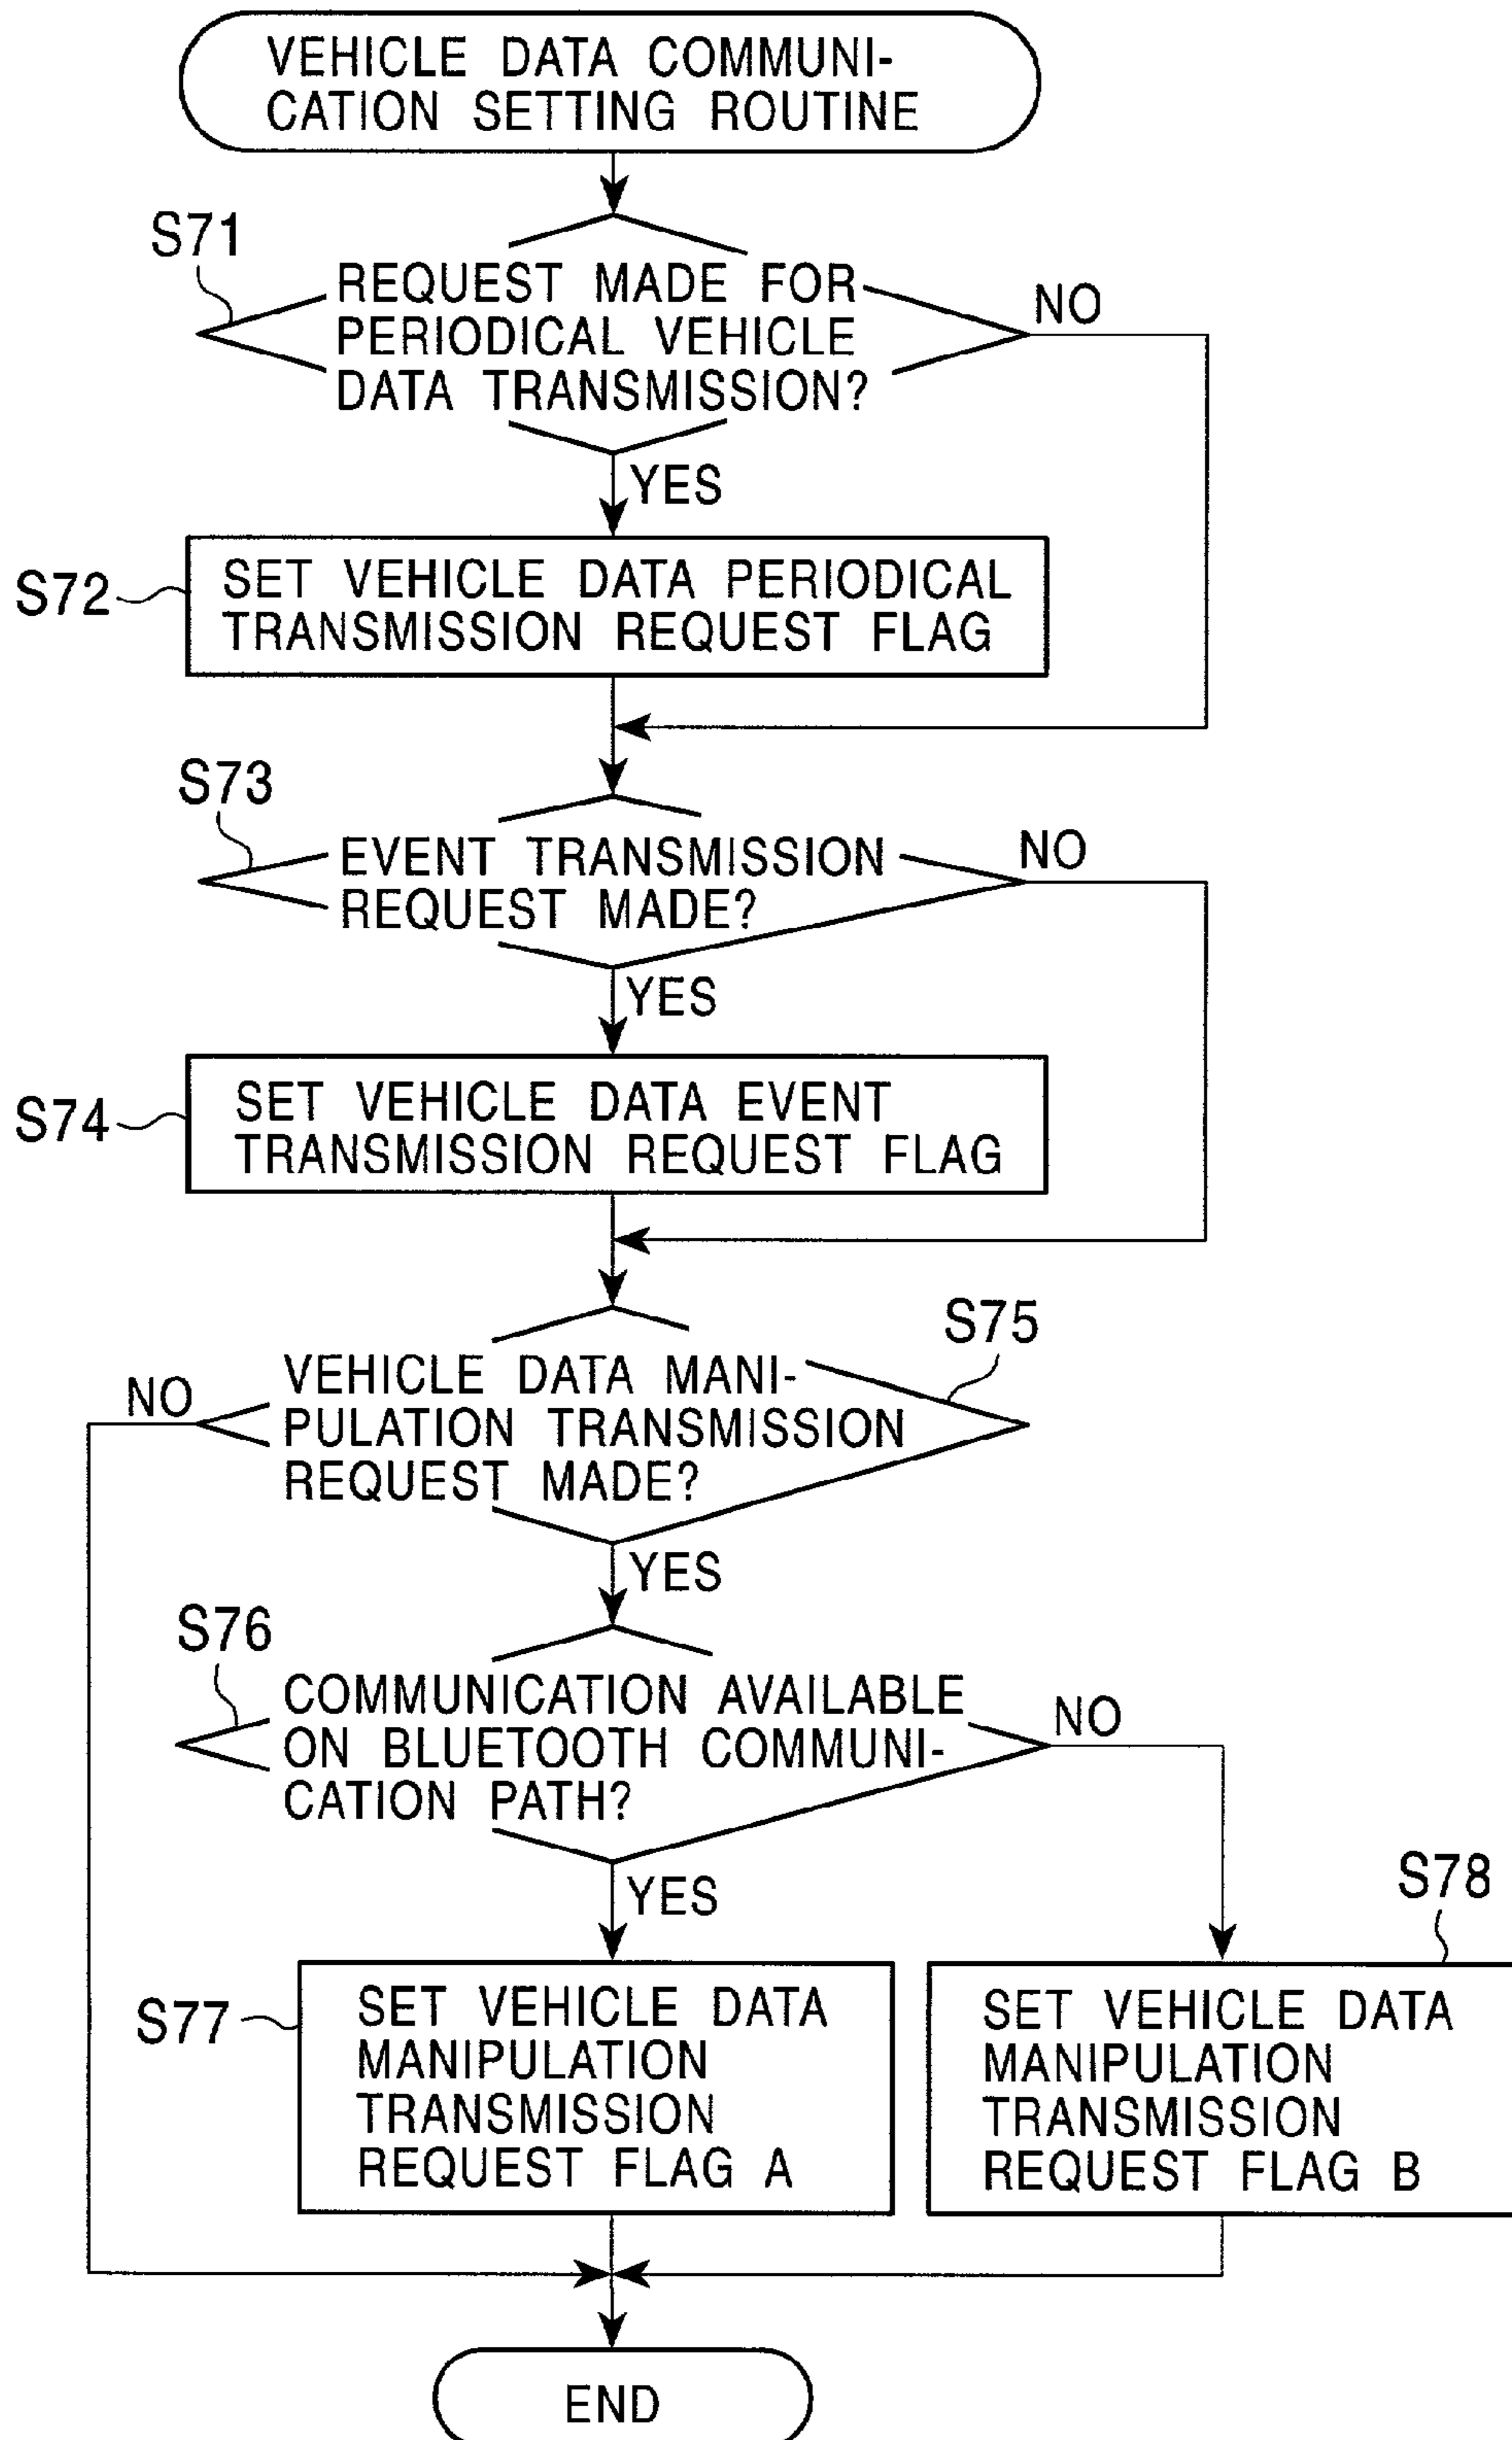 VEHICLE DATA COMMUNI-
CATION SETTING ROUTINE
S71
REQUEST MADE FOR
PERIODICAL VEHICLE
DATA TRANSMISSION?
NO
YES
S72
SET VEHICLE DATA PERIODICAL
TRANSMISSION REQUEST FLAG
S73
EVENT TRANSMISSION
REQUEST MADE?
NO
YES
S74
SET VEHICLE DATA EVENT
TRANSMISSION REQUEST FLAG
S75
NO
VEHICLE DATA MANI-
PULATION TRANSMISSION
REQUEST MADE?
YES
S76
COMMUNICATION AVAILABLE
ON BLUETOOTH COMMUNI-
CATION PATH?
NO
YES
S77
SET VEHICLE DATA
MANIPULATION
TRANSMISSION
REQUEST FLAG A
S78
SET VEHICLE DATA
MANIPULATION
TRANSMISSION
REQUEST FLAG B
END